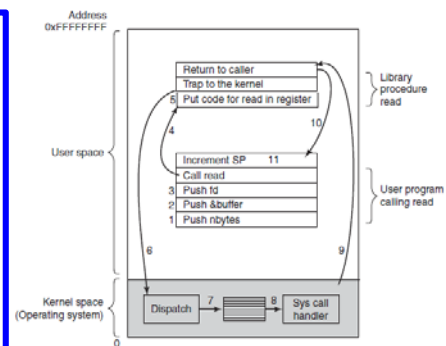 Address
0xFFFFFFFF
Return to caller
Trap to the kernel
5 Put code for read in register
Library
procedure
read
4
10
User space
Increment SP 11
Call read
3 Push fd
2 Push &buffer
1 Push nbytes
User program
calling read
6
9
Kernel space
(Operating system)
Dispatch
7
8
Sys call
handler
0